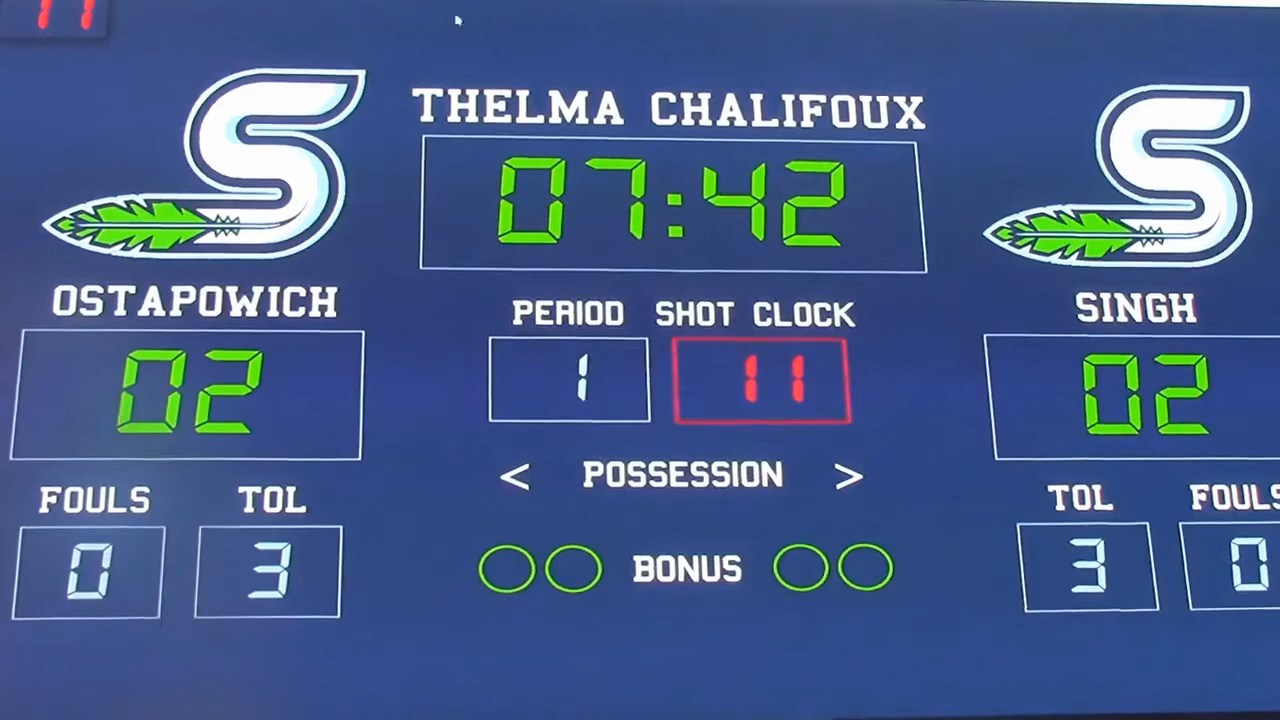 11
THELMA CHALIFOUX
07:42
OSTAPOWICH
02
PERIOD
1
SHOT CLOCK
11
SINGH
02
< POSSESSION >
FOULS
0
TOL
3
BONUS
TOL
3
FOULS
0